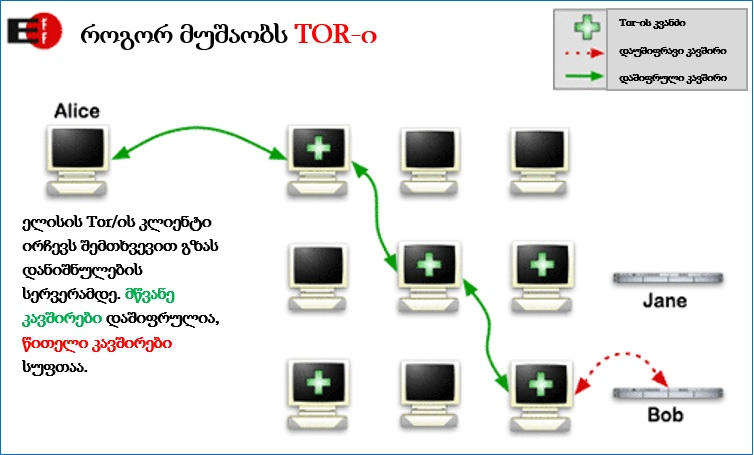 EFF
როგორ მუშაობს TOR-ი
Tor-ის კვანძი
დაუშიფრავი კავშირი
დაშიფრული კავშირი
Alice
ელისის Tor/ის კლიენტი
ირჩევს შემთხვევით გზას
დანიშნულების
სერვერამდე. მწვანე
კავშირები დაშიფრულია,
წითელი კავშირები
სუფთაა.
Jane
Bob